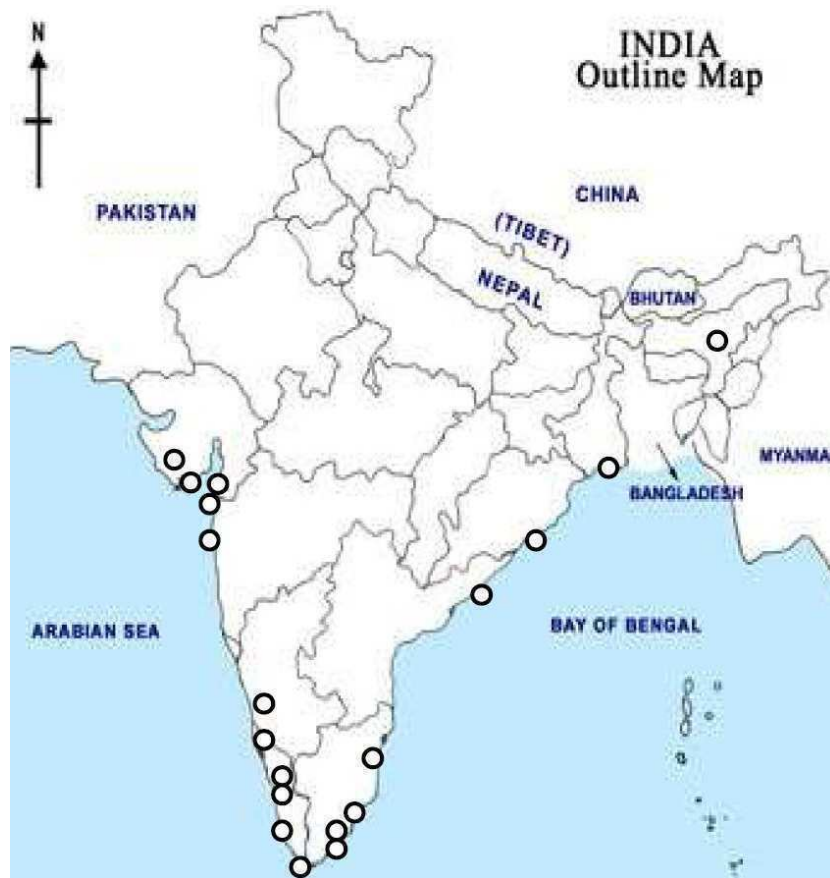 N
INDIA
Outline Map
CHINA
PAKISTAN
(TIBET)
NEPAL
BHUTAN
MYANMA
BANGLADESH
ARABIAN SEA
BAY OF BENGAL